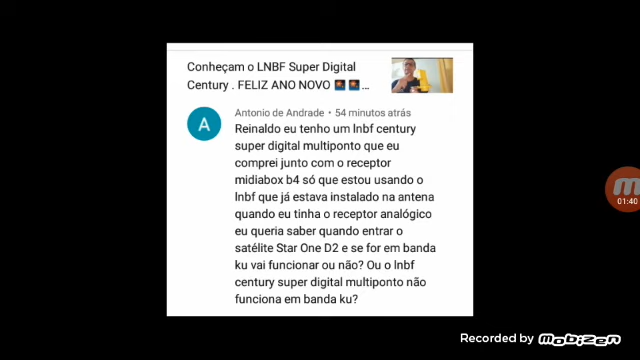 Conheçam o LNBF Super Digital
Century . FELIZ ANO NOVO 🎆🎆...
A
Antonio de Andrade • 54 minutos atrás
Reinaldo eu tenho um lnbf century
super digital multiponto que eu
comprei junto com o receptor
midiabox b4 só que estou usando o
lnbf que já estava instalado na antena
quando eu tinha o receptor analógico
eu queria saber quando entrar o
satélite Star One D2 e se for em banda
ku vai funcionar ou não? Ou o lnbf
century super digital multiponto não
funciona em banda ku?
01:40
Recorded by MOBIZEN